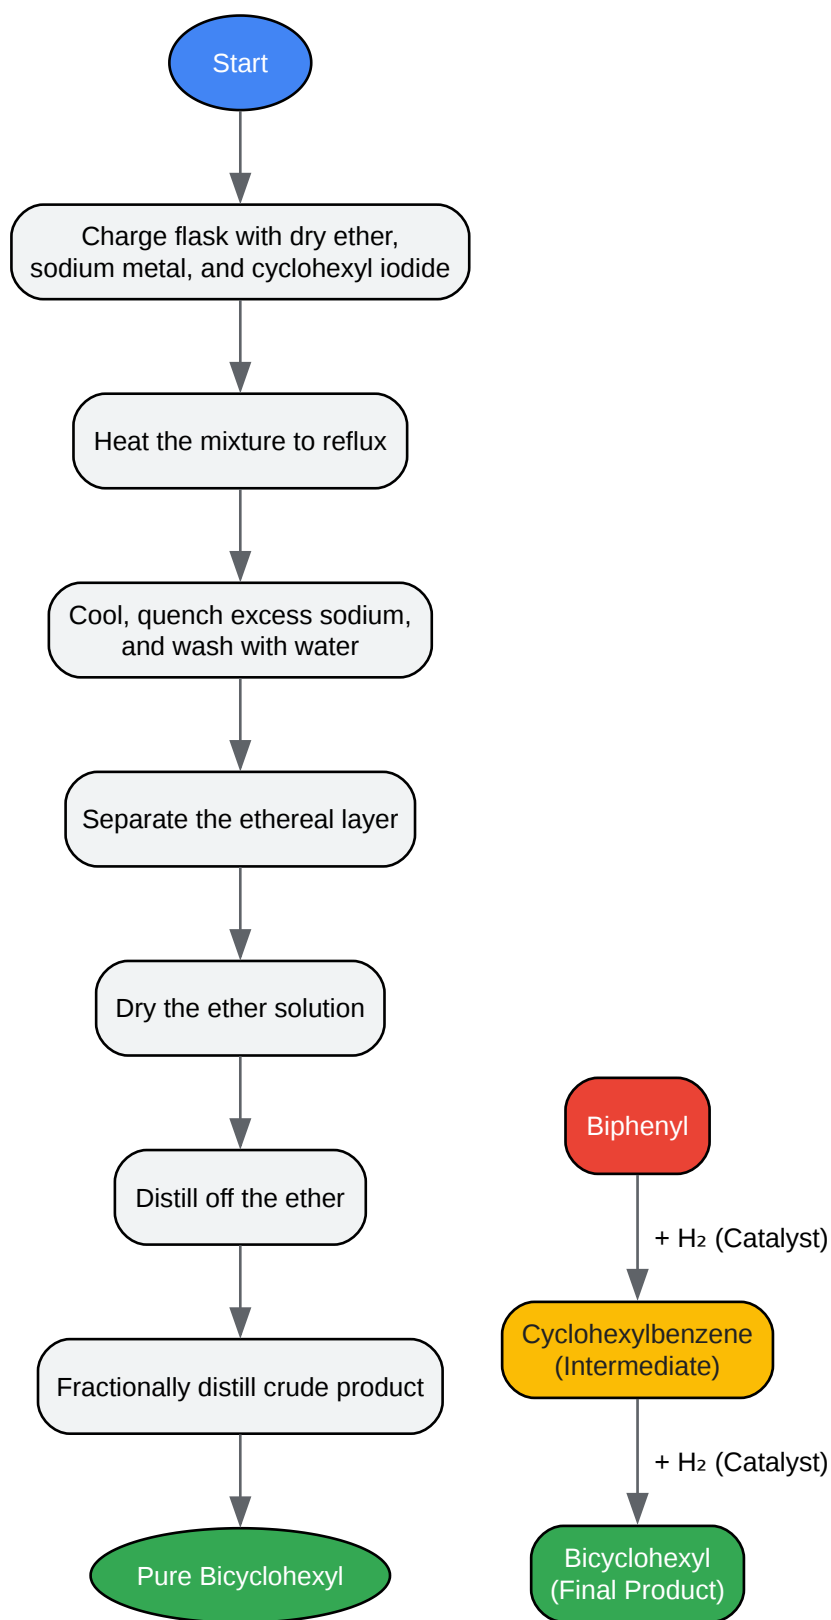 Start
Charge flask with dry ether,
sodium metal, and cyclohexyl iodide
Heat the mixture to reflux
Cool, quench excess sodium,
and wash with water
Separate the ethereal layer
Dry the ether solution
Distill off the ether
Fractionally distill crude product
Pure Bicyclohexyl
Biphenyl
+ H₂ (Catalyst)
Cyclohexylbenzene
(Intermediate)
+ H₂ (Catalyst)
Bicyclohexyl
(Final Product)